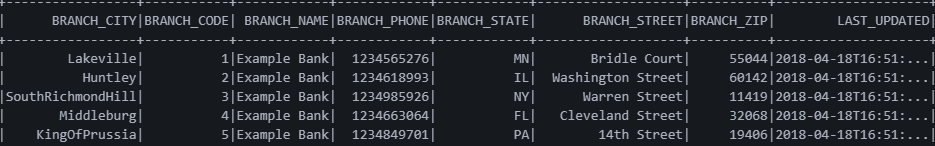 +-----------------+-----------+------------+------------+------------+-----------------+----------+--------------------+
|      BRANCH_CITY|BRANCH_CODE| BRANCH_NAME|BRANCH_PHONE|BRANCH_STATE|    BRANCH_STREET|BRANCH_ZIP|        LAST_UPDATED|
+-----------------+-----------+------------+------------+------------+-----------------+----------+--------------------+
|        Lakeville|          1|Example Bank|  1234565276|          MN|     Bridle Court|     55044|2018-04-18T16:51:...|
|          Huntley|          2|Example Bank|  1234618993|          IL|Washington Street|     60142|2018-04-18T16:51:...|
|SouthRichmondHill|          3|Example Bank|  1234985926|          NY|    Warren Street|     11419|2018-04-18T16:51:...|
|       Middleburg|          4|Example Bank|  1234663064|          FL| Cleveland Street|     32068|2018-04-18T16:51:...|
|    KingOfPrussia|          5|Example Bank|  1234849701|          PA|      14th Street|     19406|2018-04-18T16:51:...|